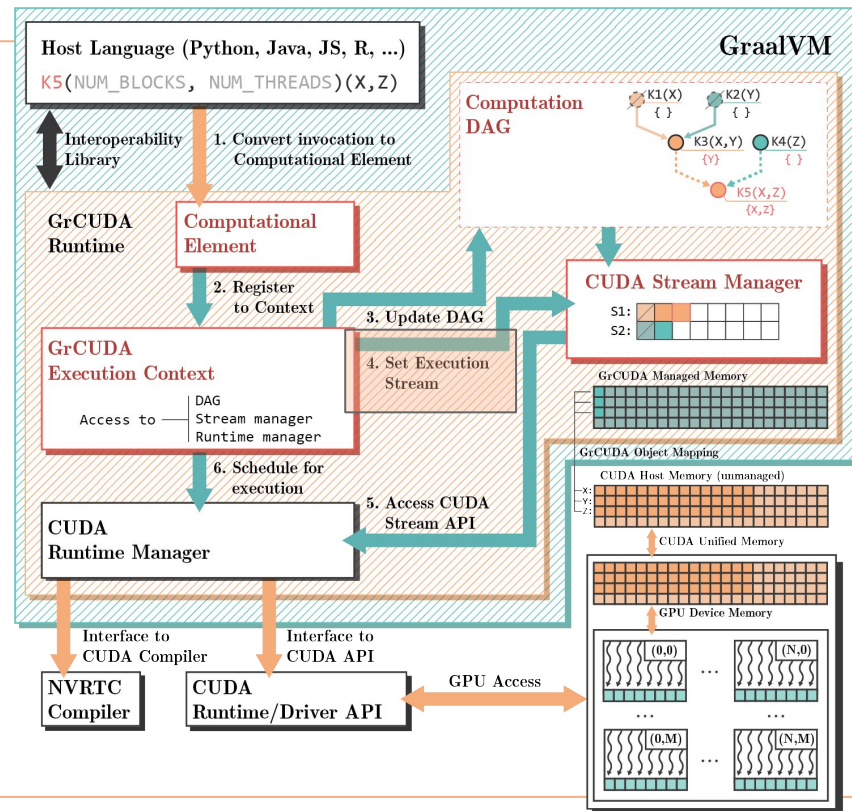 Host Language (Python, Java, JS, R, ...)
K5(NUM_BLOCKS, NUM_THREADS)(X,Z)
GraalVM
Interoperability
Library
1. Convert invocation to
Computational Element
Computation
DAG
K1(X)
{ }
K2(Y)
{ }
K3(X,Y)
{Y}
K4(Z)
{ }
K5(X,Z)
{X,Z}
GrCUDA
Runtime
Computational
Element
2. Register
to Context
3. Update DAG
CUDA Stream Manager
S1:
S2:
GrCUDA
Execution Context
Access to
DAG
Stream manager
Runtime manager
4. Set Execution
Stream
GrCUDA Managed Memory
GrCUDA Object Mapping
6. Schedule for
execution
5. Access CUDA
Stream API
CUDA Host Memory (unmanaged)
X:
Y:
Z:
CUDA
Runtime Manager
CUDA Unified Memory
GPU Device Memory
Interface to
CUDA Compiler
Interface to
CUDA API
NVRTC
Compiler
CUDA
Runtime/Driver API
GPU Access
(0,0)
...
(N,0)
...
...
(0,M)
...
(N,M)